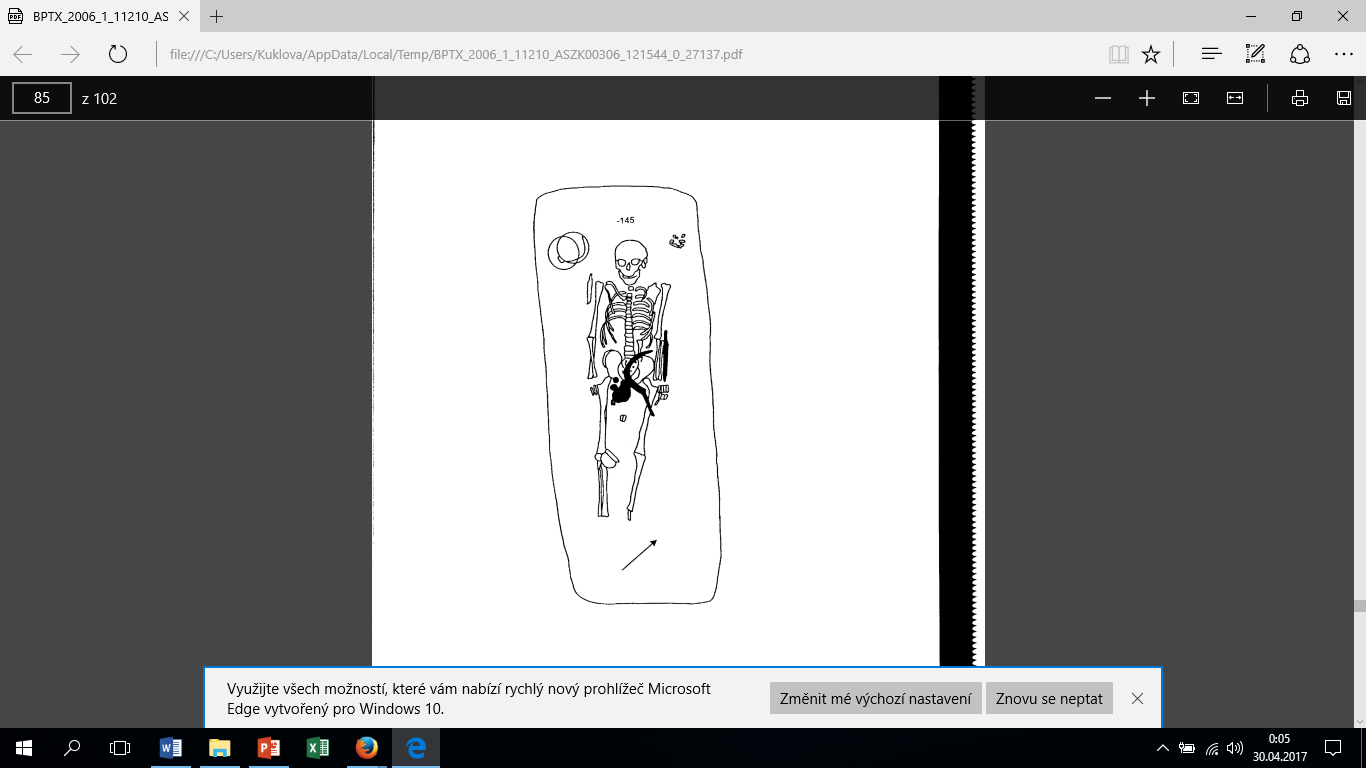 BPTX_2006_1_11210_AS
file:///C:/Users/Kuklova/AppData/Local/Temp/BPTX_2006_1_11210_ASZK00306_121544_0_27137.pdf
85 z 102
-145
Využijte všech možností, které vám nabízí rychlý nový prohlížeč Microsoft
Edge vytvořený pro Windows 10.
Změnit mé výchozí nastavení
Znovu se neptat
0:05
30.04.2017